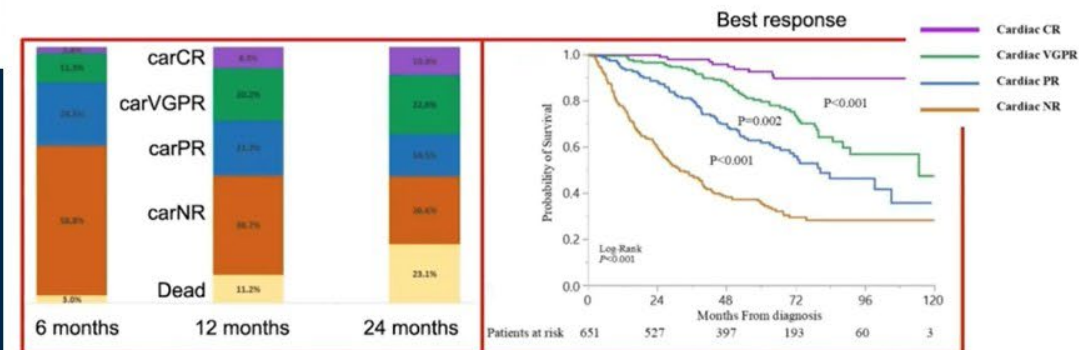 Best response
Cardiac CR
Cardiac VGPR
Cardiac PR
Cardiac NR
carCR
carVGPR
carPR
carNR
Dead
3.0%
11.2%
23.1%
6 months
12 months
24 months
Probability of Survival
1.0
0.8
0.6
0.4
0.2
0.0
P<0.001
P=0.002
P<0.001
Log-Rank
P<0.001
0 24 48 72 96 120
Months From diagnosis
Patients at risk 651 527 397 193 60 3